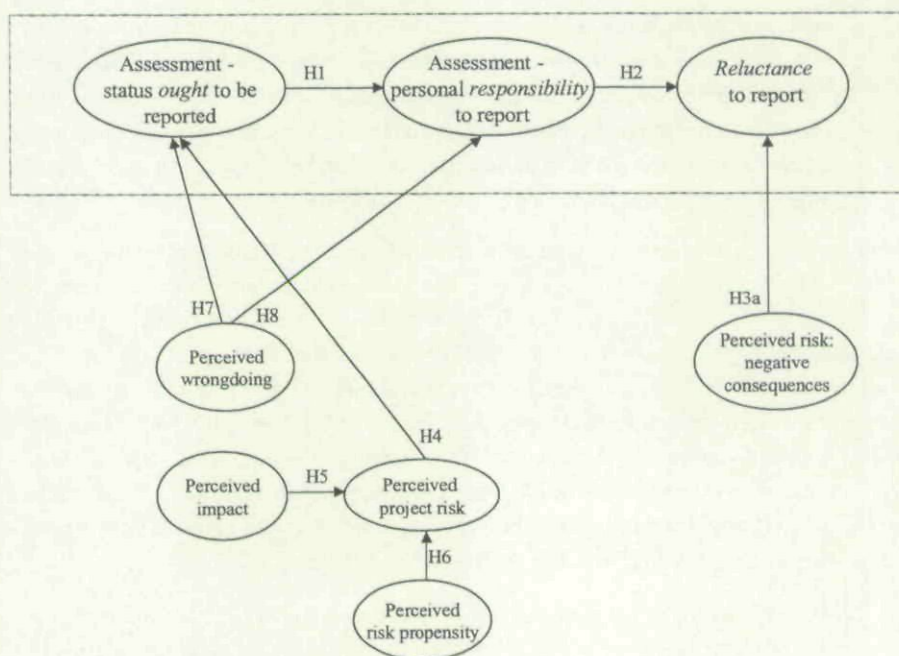 Assessment -
status ought to be
reported
H1
Assessment -
personal responsibility
to report
H2
Reluctance
to report
H7
H8
H3a
Perceived
wrongdoing
Perceived risk:
negative
consequences
H4
Perceived
impact
H5
Perceived
project risk
H6
Perceived
risk propensity